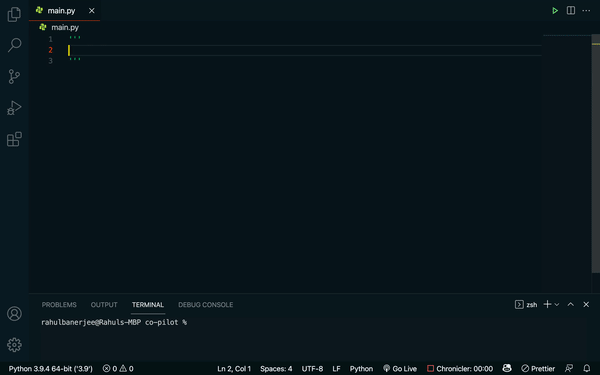 main.py
main.py
1 '''
2
3 '''
PROBLEMS OUTPUT TERMINAL DEBUG CONSOLE zsh
rahulbanerjee@Rahuls-MBP co-pilot %
Python 3.9.4 64-bit ('3.9') 0 0 Ln 2, Col 1 Spaces: 4 UTF-8 LF Python Go Live Chronicler: 00:00 Prettier